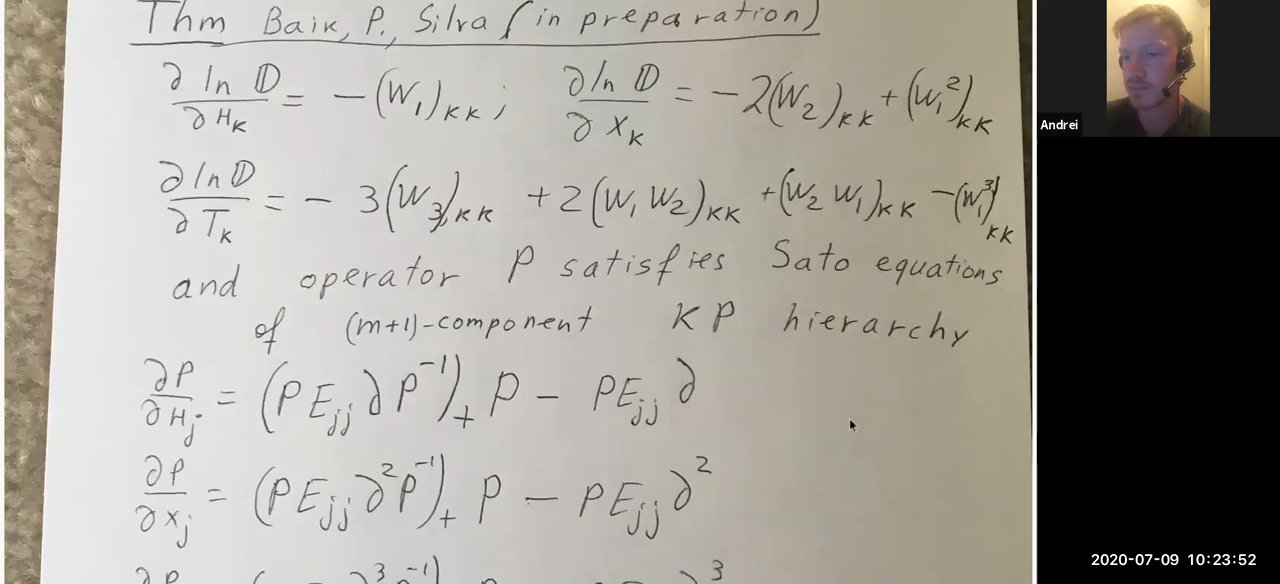 Thm Baik, P., Silva (in preparation)
∂ ln 𝔻 / ∂ H_k = −(W_1)_kk ; ∂ ln 𝔻 / ∂ X_k = −2(W_2)_kk + (W_1^2)_kk
∂ ln 𝔻 / ∂ T_k = − 3(W_3)_kk + 2(W_1 W_2)_kk + (W_2 W_1)_kk − (W_1^3)_kk
and operator P satisfies Sato equations
of (m+1)-component KP hierarchy
∂P / ∂H_j = (P E_jj ∂ P^-1)_+ P − P E_jj ∂
∂P / ∂X_j = (P E_jj ∂^2 P^-1)_+ P − P E_jj ∂^2
Andrei
2020-07-09 10:23:52